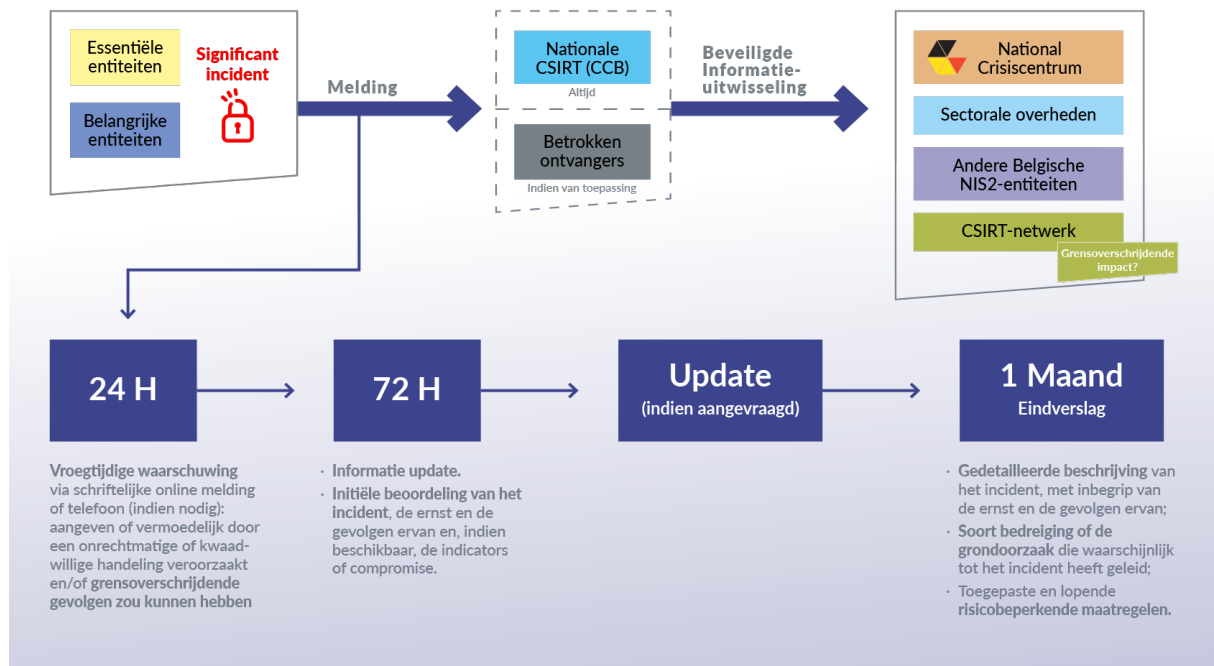 Essentiële
entiteiten
Belangrijke
entiteiten
Significant
incident
Melding
Nationale
CSIRT (CCB)
Altijd
Betrokken
ontvangers
Indien van toepassing
Beveiligde
Informatie-
uitwisseling
National
Crisiscentrum
Sectorale overheden
Andere Belgische
NIS2-entiteiten
CSIRT-netwerk
Grensoverschrijdende
impact?
24 H
Vroegtijdige waarschuwing
via schriftelijke online melding
of telefoon (indien nodig):
aangeven of vermoedelijk door
een onrechtmatige of kwaad-
willige handeling veroorzaakt
en/of grensoverschrijdende
gevolgen zou kunnen hebben
72 H
· Informatie update.
· Initiële beoordeling van het
incident, de ernst en de
gevolgen ervan en, indien
beschikbaar, de indicators
of compromise.
Update
(indien aangevraagd)
1 Maand
Eindverslag
· Gedetailleerde beschrijving van
het incident, met inbegrip van
de ernst en de gevolgen ervan;
· Soort bedreiging of de
grondoorzaak die waarschijnlijk
tot het incident heeft geleid;
· Toegepaste en lopende
risicobeperkende maatregelen.